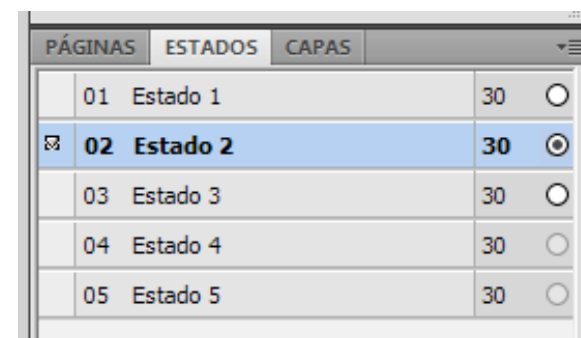 PÁGINAS ESTADOS CAPAS
01 Estado 1 30
02 Estado 2 30
03 Estado 3 30
04 Estado 4 30
05 Estado 5 30